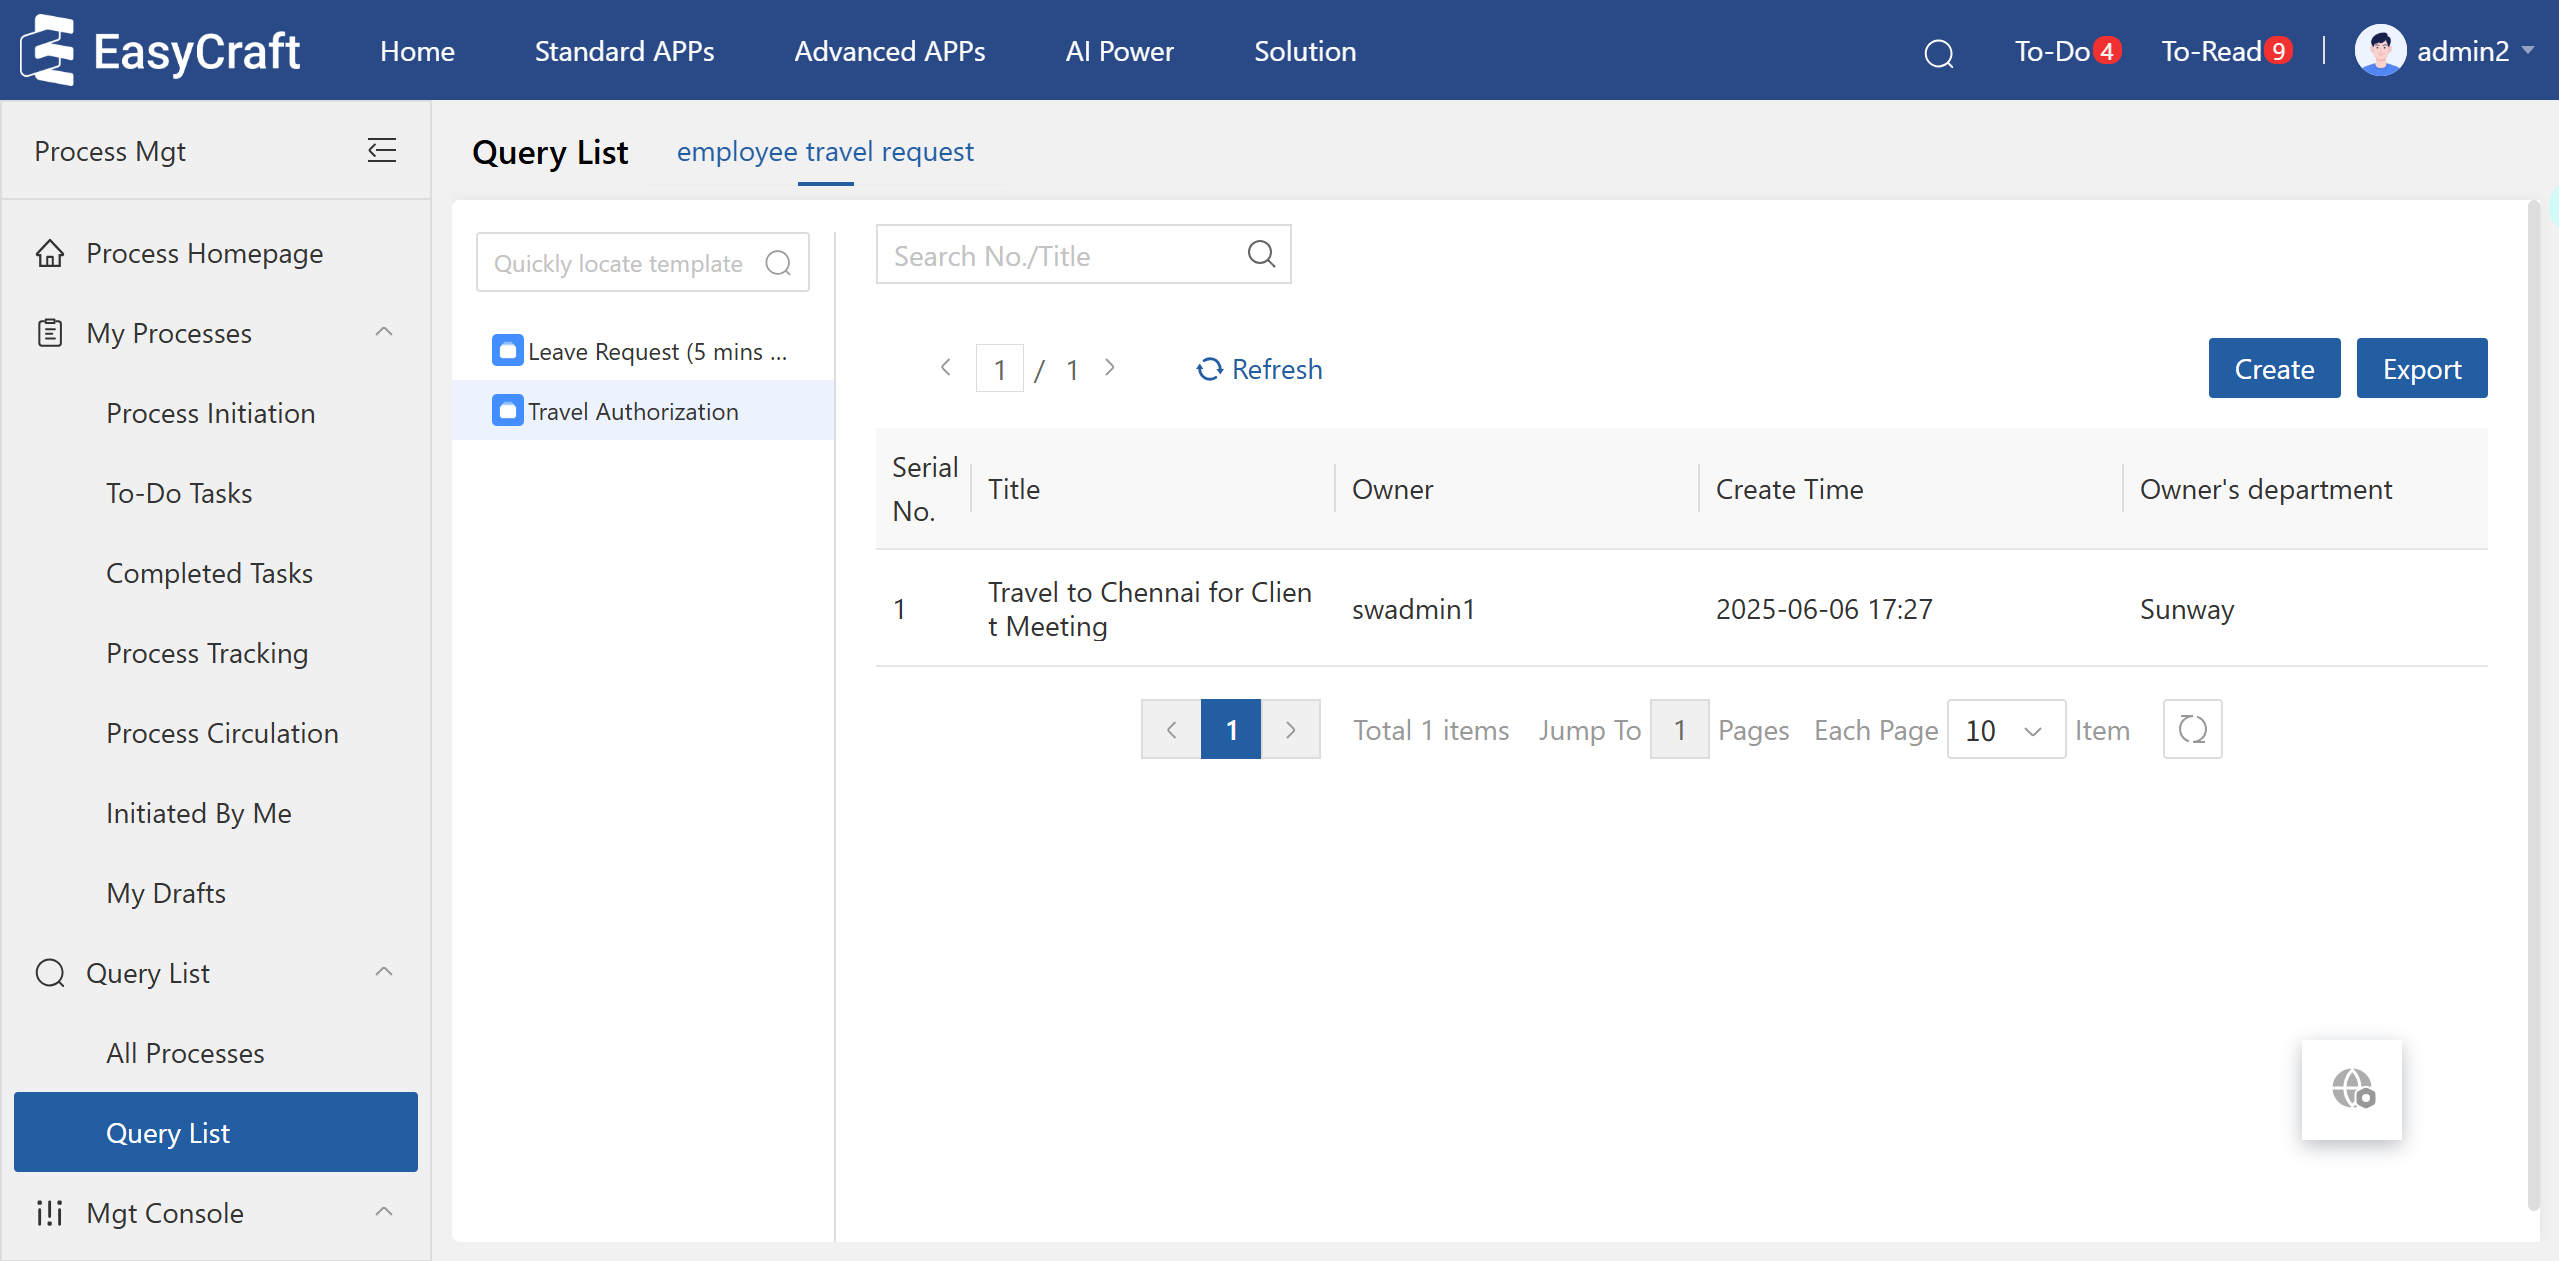 EasyCraft
Home
Standard APPs
Advanced APPs
AI Power
Solution
To-Do 4
To-Read 9
admin2
Process Mgt
Process Homepage
My Processes
Process Initiation
To-Do Tasks
Completed Tasks
Process Tracking
Process Circulation
Initiated By Me
My Drafts
Query List
All Processes
Query List
Mgt Console
Query List
employee travel request
Quickly locate template
Leave Request (5 mins ...
Travel Authorization
Search No./Title
1 / 1
Refresh
Create
Export
Serial
No.
Title
Owner
Create Time
Owner's department
1
Travel to Chennai for Clien
t Meeting
swadmin1
2025-06-06 17:27
Sunway
1
Total 1 items
Jump To 1 Pages
Each Page 10 Item